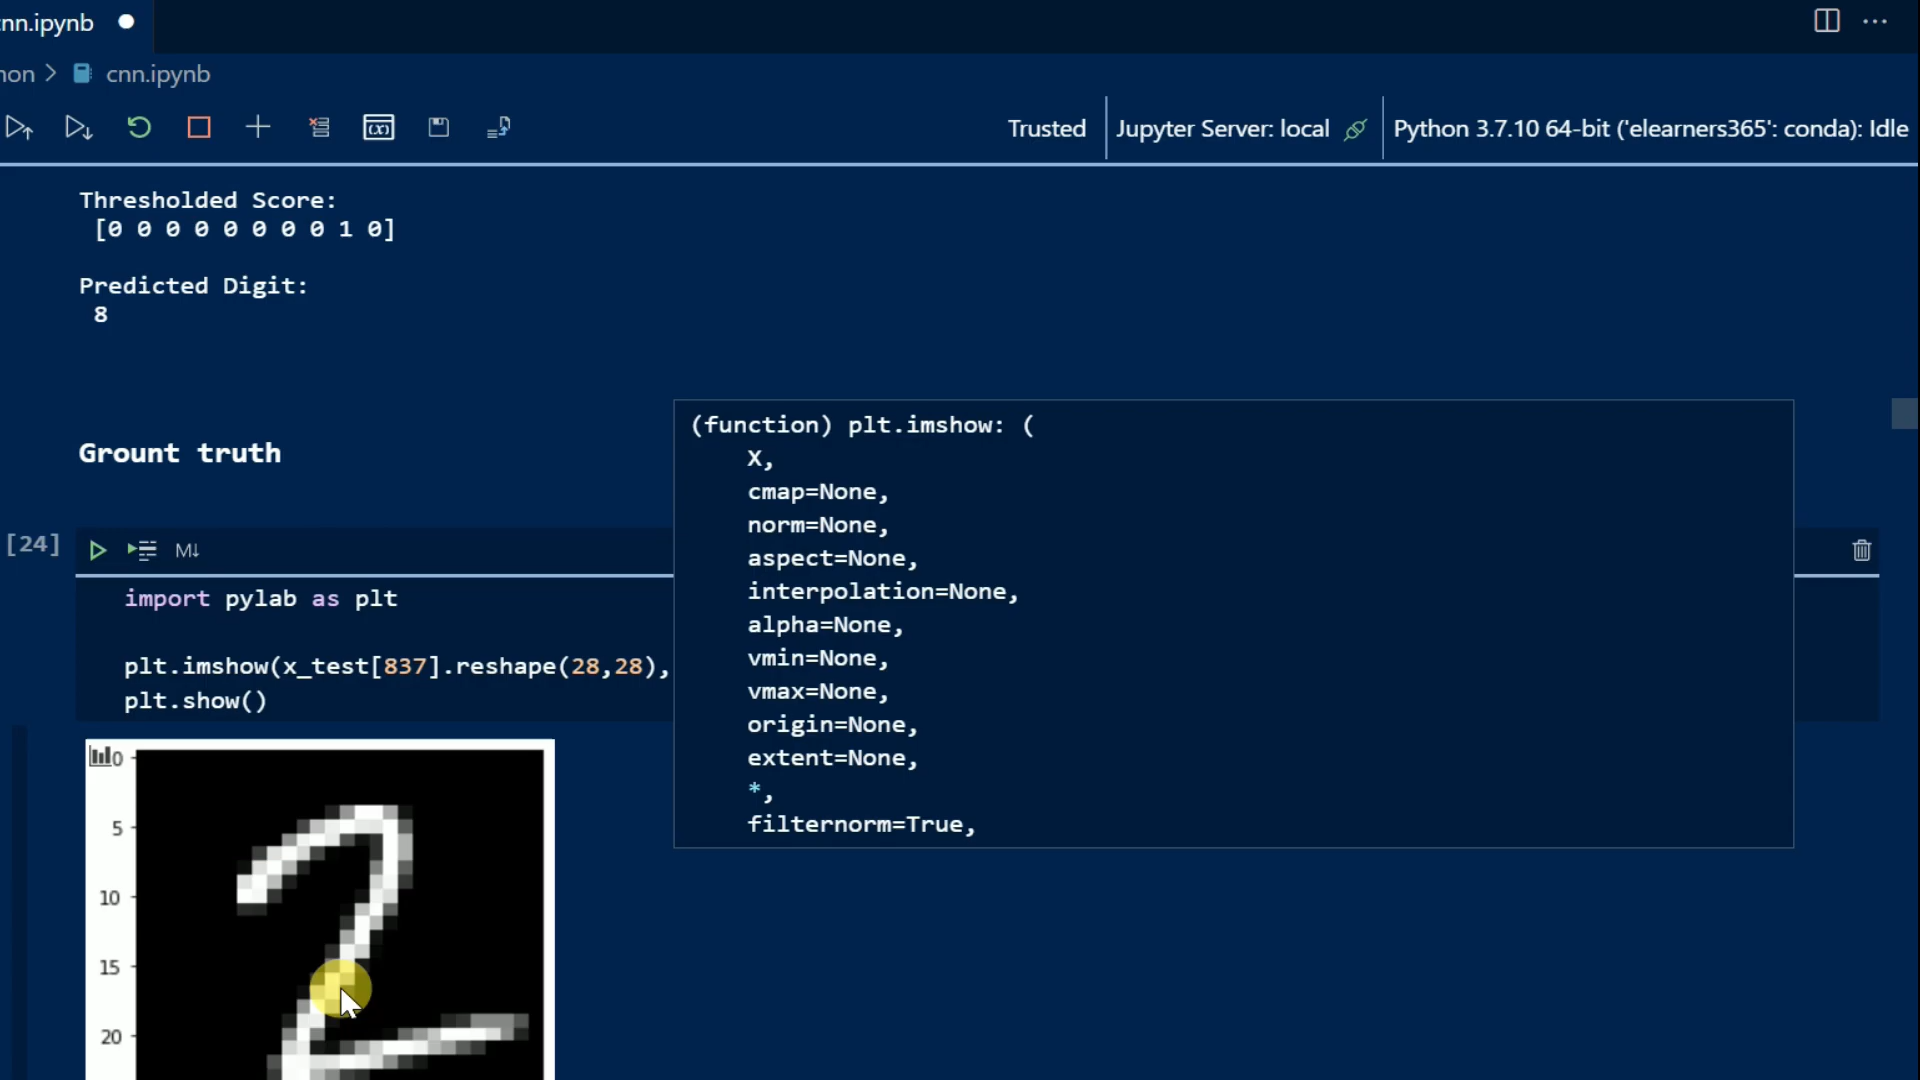 nn.ipynb
non > cnn.ipynb
Trusted
Jupyter Server: local
Python 3.7.10 64-bit ('elearners365': conda): Idle
Thresholded Score:
[0 0 0 0 0 0 0 0 1 0]
Predicted Digit:
8
Grount truth
[24]
M↓
import pylab as plt
plt.imshow(x_test[837].reshape(28,28),
plt.show()
(function) plt.imshow: (
X,
cmap=None,
norm=None,
aspect=None,
interpolation=None,
alpha=None,
vmin=None,
vmax=None,
origin=None,
extent=None,
*,
filternorm=True,
0
5
10
15
20